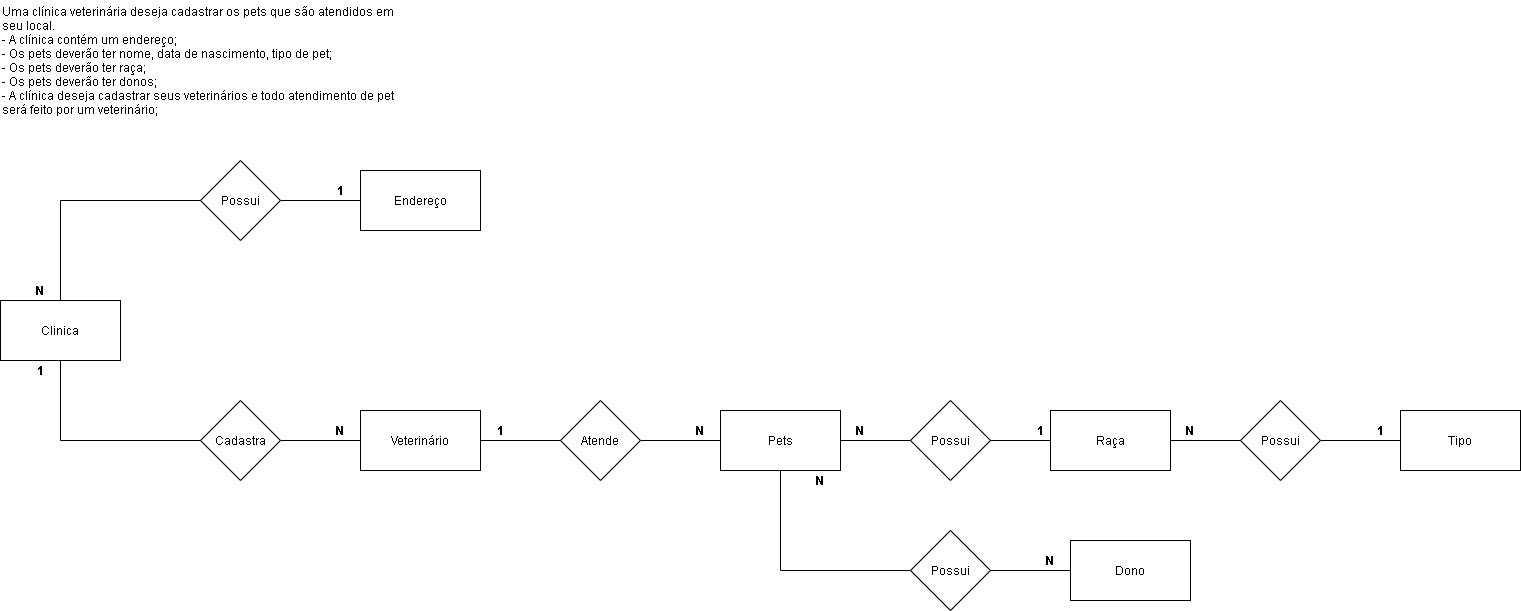 Uma clínica veterinária deseja cadastrar os pets que são atendidos em
seu local.
- A clínica contém um endereço;
- Os pets deverão ter nome, data de nascimento, tipo de pet;
- Os pets deverão ter raça;
- Os pets deverão ter donos;
- A clínica deseja cadastrar seus veterinários e todo atendimento de pet
será feito por um veterinário;
Possui
1
Endereço
N
Clinica
1
Cadastra
N
Veterinário
1
Atende
N
Pets
N
Possui
1
Raça
N
Possui
1
Tipo
N
Possui
N
Dono